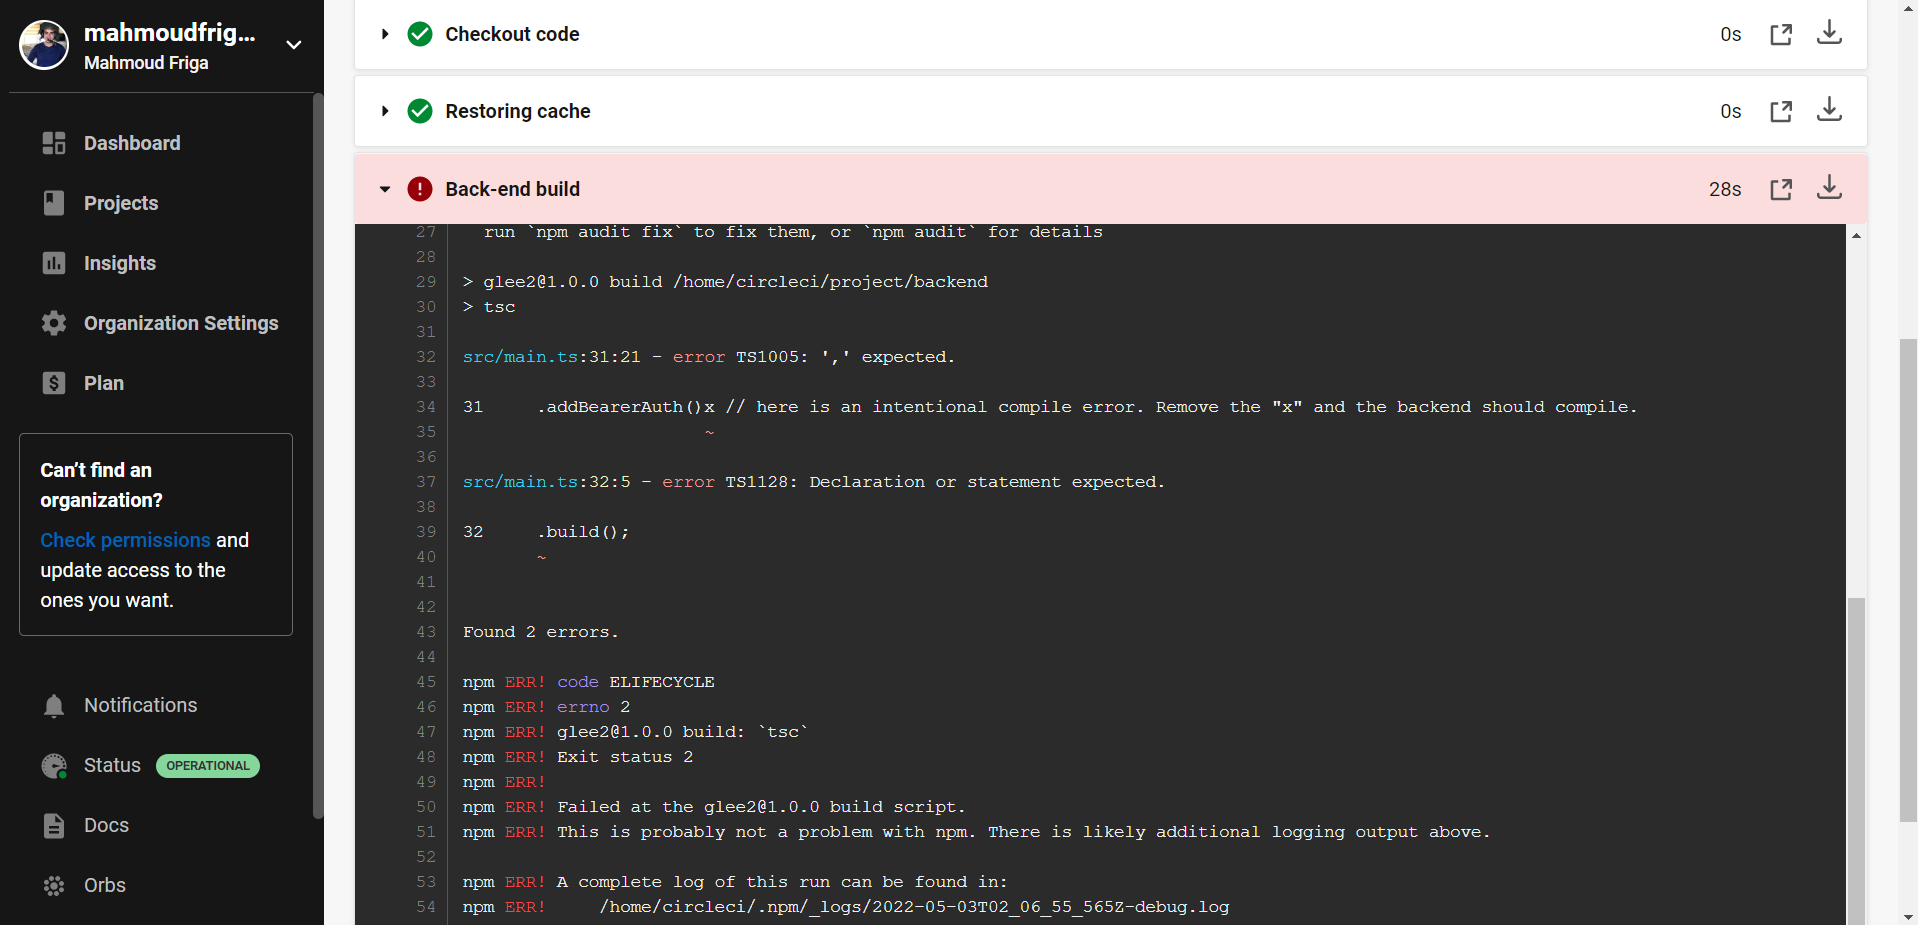 mahmoudfrig...
Mahmoud Friga
Dashboard
Projects
Insights
Organization Settings
Plan
Can't find an
organization?
Check permissions and
update access to the
ones you want.
Notifications
Status OPERATIONAL
Docs
Orbs
Checkout code 0s
Restoring cache 0s
Back-end build 28s
27 run `npm audit fix` to fix them, or `npm audit` for details
28
29 > glee2@1.0.0 build /home/circleci/project/backend
30 > tsc
31
32 src/main.ts:31:21 - error TS1005: ',' expected.
33
34 31 .addBearerAuth()x // here is an intentional compile error. Remove the "x" and the backend should compile.
35 ~
36
37 src/main.ts:32:5 - error TS1128: Declaration or statement expected.
38
39 32 .build();
40 ~
41
42
43 Found 2 errors.
44
45 npm ERR! code ELIFECYCLE
46 npm ERR! errno 2
47 npm ERR! glee2@1.0.0 build: `tsc`
48 npm ERR! Exit status 2
49 npm ERR!
50 npm ERR! Failed at the glee2@1.0.0 build script.
51 npm ERR! This is probably not a problem with npm. There is likely additional logging output above.
52
53 npm ERR! A complete log of this run can be found in:
54 npm ERR! /home/circleci/.npm/_logs/2022-05-03T02_06_55_565Z-debug.log